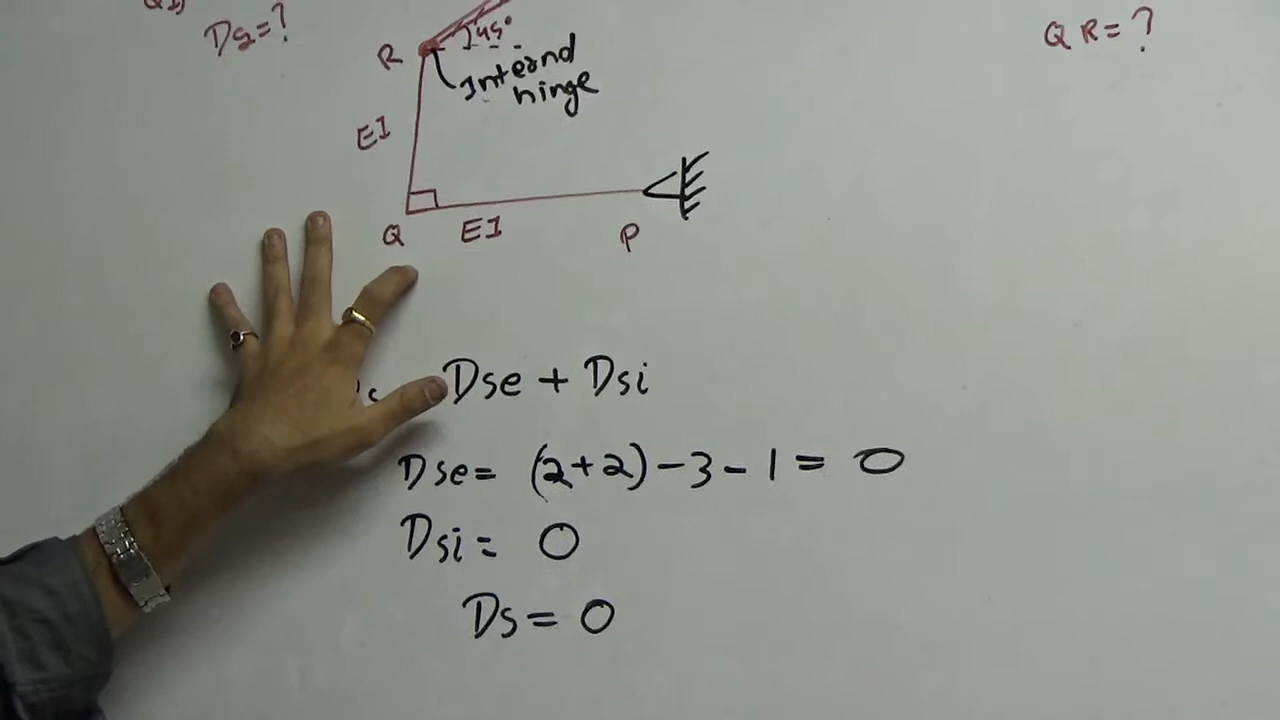 Q1)
Ds=?
QR=?
R
45°
Internal
hinge
EI
Q
EI
P
Dse + Dsi
Dse= (2+2)-3-1= 0
Dsi= 0
Ds= 0